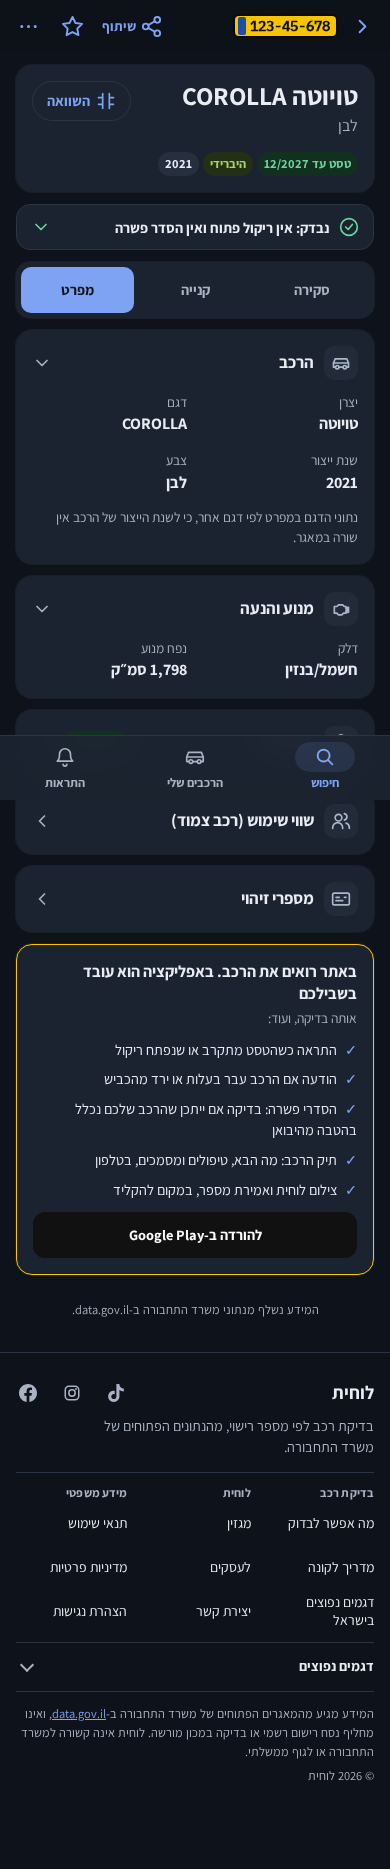 123-45-678
שיתוף
טויוטה COROLLA
השוואה
לבן
טסט עד 12/2027
היברידי
2021
נבדק: אין ריקול פתוח ואין הסדר פשרה
סקירה
קנייה
מפרט
הרכב
יצרן
דגם
טויוטה
COROLLA
שנת ייצור
צבע
2021
לבן
נתוני הדגם במפרט לפי דגם אחר, כי לשנת הייצור של הרכב אין
שורה במאגר.
מנוע והנעה
דלק
נפח מנוע
חשמל/בנזין
1,798 סמ״ק
חיפוש
הרכבים שלי
התראות
שווי שימוש (רכב צמוד)
מספרי זיהוי
באתר רואים את הרכב. באפליקציה הוא עובד
בשבילכם
אותה בדיקה, ועוד:
✓ התראה כשהטסט מתקרב או שנפתח ריקול
✓ הודעה אם הרכב עבר בעלות או ירד מהכביש
✓ הסדרי פשרה: בדיקה אם ייתכן שהרכב שלכם נכלל
בהטבה מהיבואן
✓ תיק הרכב: מה הבא, טיפולים ומסמכים, בטלפון
✓ צילום לוחית ואמירת מספר, במקום להקליד
להורדה ב-Google Play
המידע נשלף מנתוני משרד התחבורה ב-data.gov.il.
לוחית
בדיקת רכב לפי מספר רישוי, מהנתונים הפתוחים של
משרד התחבורה.
בדיקת רכב
לוחית
מידע משפטי
מה אפשר לבדוק
מגזין
תנאי שימוש
מדריך לקונה
לעסקים
מדיניות פרטיות
דגמים נפוצים
בישראל
יצירת קשר
הצהרת נגישות
דגמים נפוצים
המידע מגיע מהמאגרים הפתוחים של משרד התחבורה ב-data.gov.il, ואינו
מחליף נסח רישום רשמי או בדיקה במכון מורשה. לוחית אינה קשורה למשרד
התחבורה או לגוף ממשלתי.
© 2026 לוחית